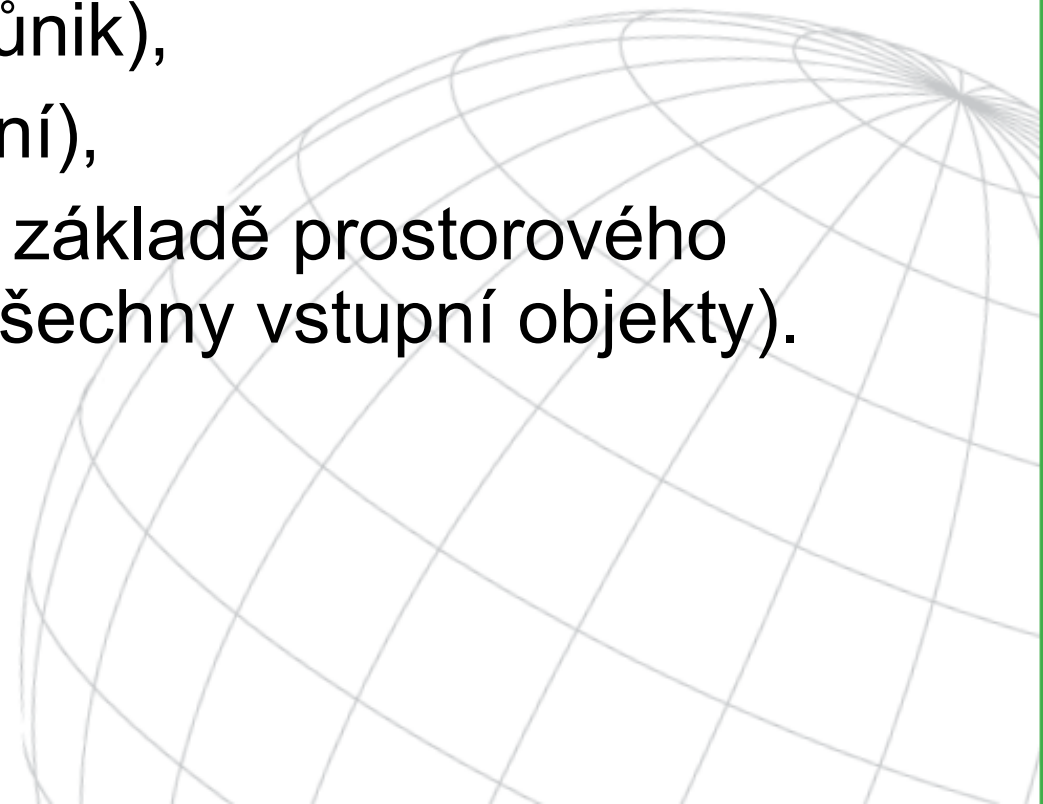 ůnik),
ní),
základě prostorového
šechny vstupní objekty).